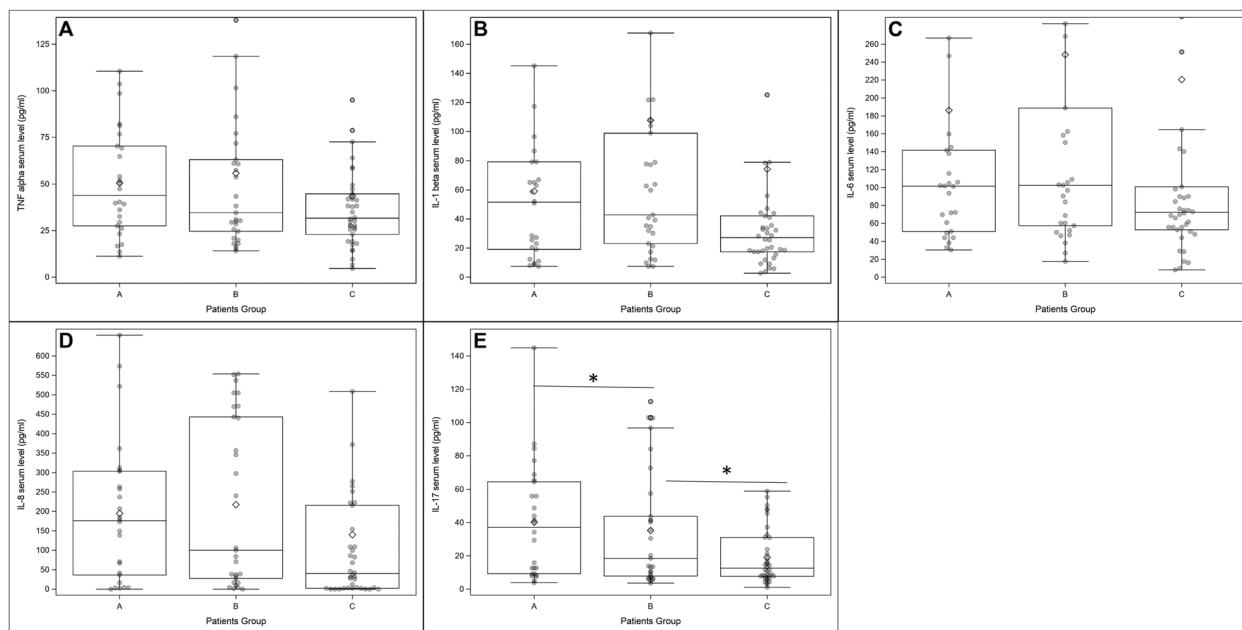 A
TNF alpha serum level (pg/ml)
125
100
75
50
25
0
A B C
Patients Group
B
IL-1 beta serum level (pg/ml)
160
140
120
100
80
60
40
20
0
A B C
Patients Group
C
IL-6 serum level (pg/ml)
260
240
220
200
180
160
140
120
100
80
60
40
20
0
A B C
Patients Group
D
IL-8 serum level (pg/ml)
600
550
500
450
400
350
300
250
200
150
100
50
0
A B C
Patients Group
E
IL-17 serum level (pg/ml)
140
120
100
80
60
40
20
0
*
*
A B C
Patients Group